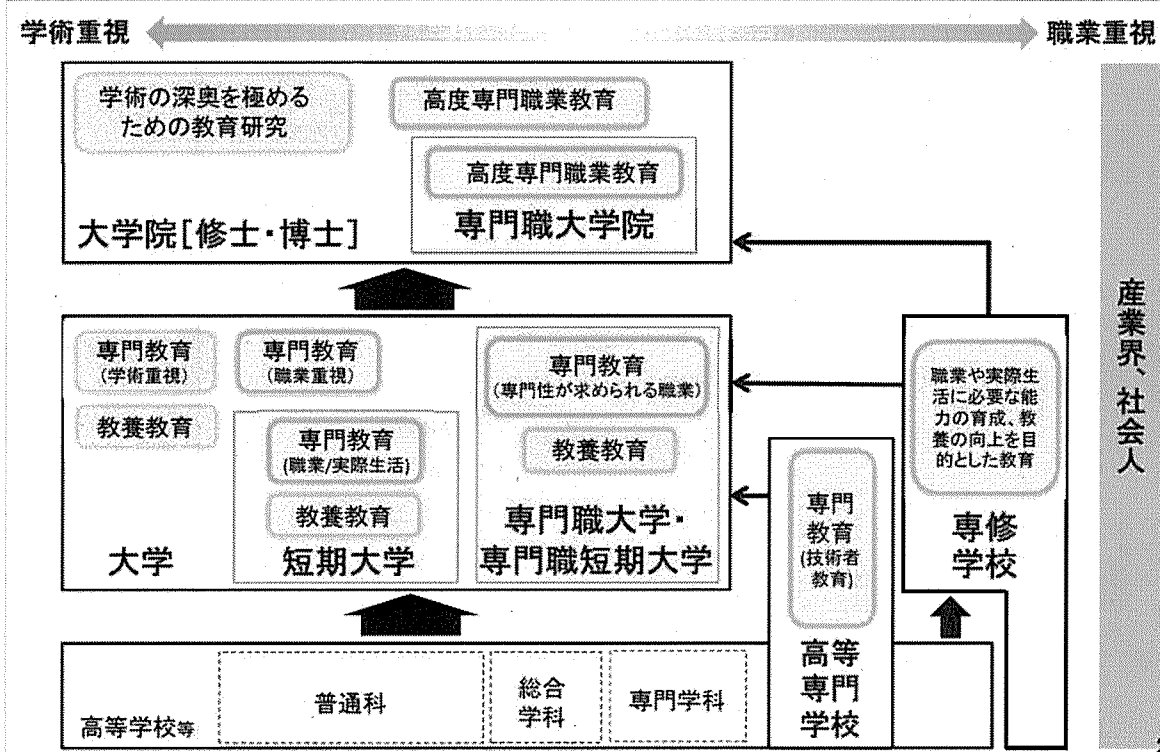 学術重視
職業重視
学術の深奥を極める
ための教育研究
高度専門職業教育
高度専門職業教育
専門職大学院
大学院[修士・博士]
専門教育
(学術重視)
教養教育
大学
専門教育
(職業重視)
専門教育
(職業/実際生活)
教養教育
短期大学
専門教育
(専門性が求められる職業)
教養教育
専門職大学・
専門職短期大学
専門
教育
(技術者
教育)
高等
専門
学校
職業や実際生
活に必要な能
力の育成、教
養の向上を目
的とした教育
専修
学校
産業界、社会人
高等学校等
普通科
総合
学科
専門学科